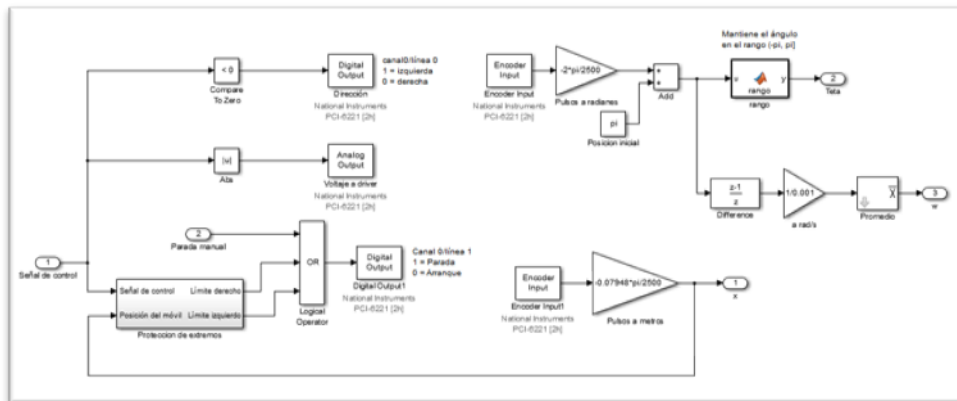 < 0
Compare
To Zero
Digital
Output
Dirección
National Instruments
PCI-6221 [2h]
canal0/línea 0
1 = izquierda
0 = derecha
|u|
Abs
Analog
Output
Voltaje a driver
National Instruments
PCI-6221 [2h]
2
Parada manual
1
Señal de control
Señal de control
Límite derecho
Posición del móvil
Límite izquierdo
Proteccion de extremos
OR
Logical
Operator
Digital
Output
Digital Output1
National Instruments
PCI-6221 [2h]
Canal 0/línea 1
1 = Parada
0 = Arranque
Encoder
Input
Encoder Input
National Instruments
PCI-6221 [2h]
-2*pi/2500
Pulsos a radianes
pi
Posicion inicial
+
+
Add
Mantiene el ángulo
en el rango (-pi, pi]
v
rango
y
rango
2
Teta
z-1
z
Difference
1/0.001
a rad/s
X
Promedio
3
w
Encoder
Input
Encoder Input1
National Instruments
PCI-6221 [2h]
-0.07948*pi/2500
Pulsos a metros
1
x